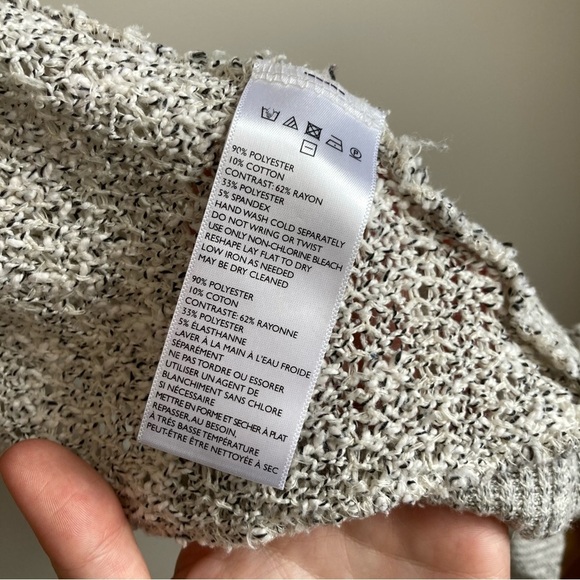 90% POLYESTER
10% COTTON
CONTRAST: 62% RAYON
33% POLYESTER
5% SPANDEX
HAND WASH COLD SEPARATELY
DO NOT WRING OR TWIST
USE ONLY NON-CHLORINE BLEACH
RESHAPE LAY FLAT TO DRY
LOW IRON AS NEEDED
MAY BE DRY CLEANED
90% POLYESTER
10% COTON
CONTRASTE: 62% RAYONNE
33% POLYESTER
5% ÉLASTHANNE
LAVER À LA MAIN À L'EAU FROIDE
SÉPARÉMENT
NE PAS TORDRE OU ESSORER
UTILISER UN AGENT DE
BLANCHIMENT SANS CHLORE
SI NÉCESSAIRE
METTRE EN FORME ET SÉCHER À PLAT
REPASSER, AU BESOIN,
À TRÈS BASSE TEMPÉRATURE
PEUT-ÊTRE ÊTRE NETTOYÉE À SEC